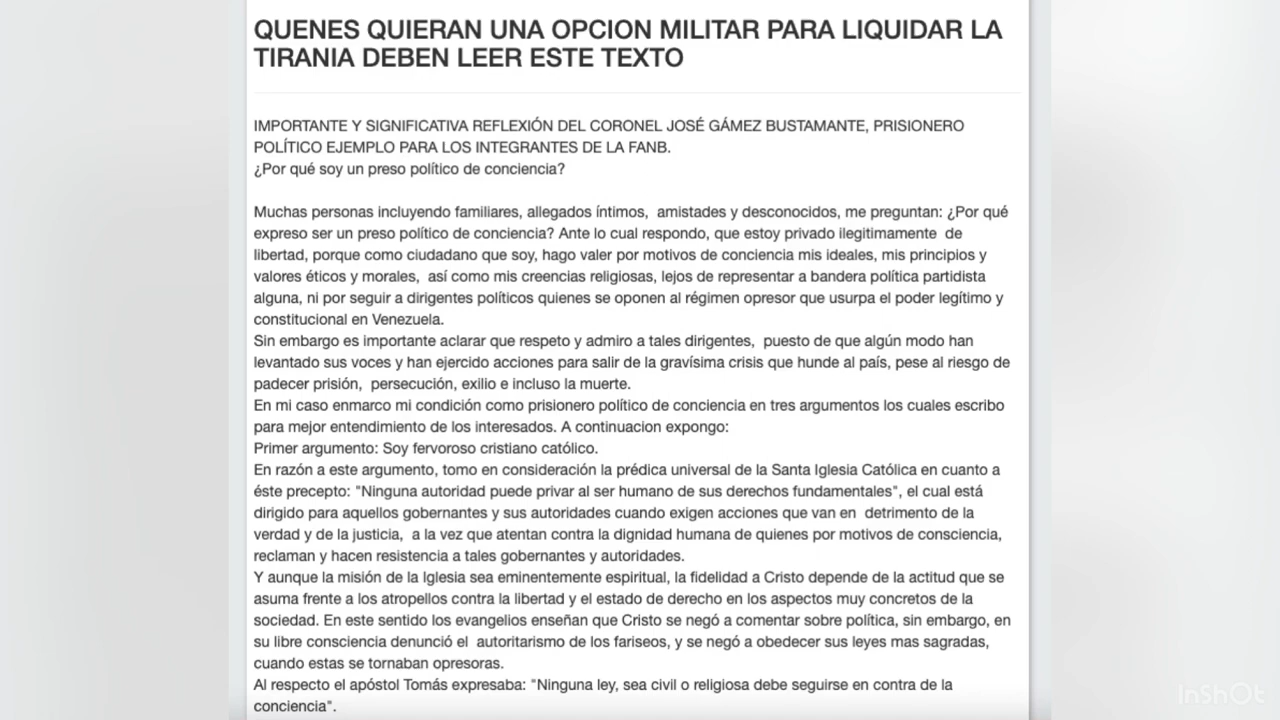 QUENES QUIERAN UNA OPCION MILITAR PARA LIQUIDAR LA
TIRANIA DEBEN LEER ESTE TEXTO
IMPORTANTE Y SIGNIFICATIVA REFLEXIÓN DEL CORONEL JOSÉ GÁMEZ BUSTAMANTE, PRISIONERO
POLÍTICO EJEMPLO PARA LOS INTEGRANTES DE LA FANB.
¿Por qué soy un preso político de conciencia?
Muchas personas incluyendo familiares, allegados íntimos,  amistades y desconocidos, me preguntan: ¿Por qué
expreso ser un preso político de conciencia? Ante lo cual respondo, que estoy privado ilegitimamente  de
libertad, porque como ciudadano que soy, hago valer por motivos de conciencia mis ideales, mis principios y
valores éticos y morales,  así como mis creencias religiosas, lejos de representar a bandera política partidista
alguna, ni por seguir a dirigentes políticos quienes se oponen al régimen opresor que usurpa el poder legítimo y
constitucional en Venezuela.
Sin embargo es importante aclarar que respeto y admiro a tales dirigentes,  puesto de que algún modo han
levantado sus voces y han ejercido acciones para salir de la gravísima crisis que hunde al país, pese al riesgo de
padecer prisión,  persecución, exilio e incluso la muerte.
En mi caso enmarco mi condición como prisionero político de conciencia en tres argumentos los cuales escribo
para mejor entendimiento de los interesados. A continuacion expongo:
Primer argumento: Soy fervoroso cristiano católico.
En razón a este argumento, tomo en consideración la prédica universal de la Santa Iglesia Católica en cuanto a
éste precepto: "Ninguna autoridad puede privar al ser humano de sus derechos fundamentales", el cual está
dirigido para aquellos gobernantes y sus autoridades cuando exigen acciones que van en  detrimento de la
verdad y de la justicia,  a la vez que atentan contra la dignidad humana de quienes por motivos de consciencia,
reclaman y hacen resistencia a tales gobernantes y autoridades.
Y aunque la misión de la Iglesia sea eminentemente espiritual, la fidelidad a Cristo depende de la actitud que se
asuma frente a los atropellos contra la libertad y el estado de derecho en los aspectos muy concretos de la
sociedad. En este sentido los evangelios enseñan que Cristo se negó a comentar sobre política, sin embargo, en
su libre consciencia denunció el  autoritarismo de los fariseos, y se negó a obedecer sus leyes mas sagradas,
cuando estas se tornaban opresoras.
Al respecto el apóstol Tomás expresaba: "Ninguna ley, sea civil o religiosa debe seguirse en contra de la
conciencia".
InShOt